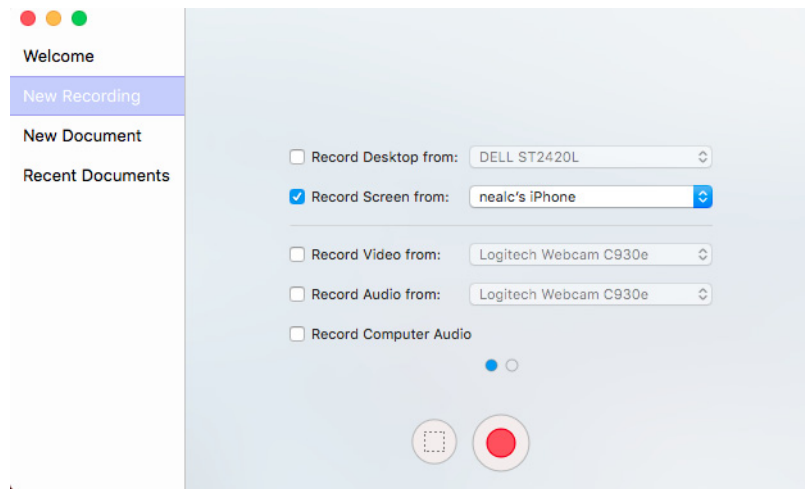 Welcome
New Recording
New Document
Recent Documents
Record Desktop from: DELL ST2420L
Record Screen from: nealc's iPhone
Record Video from: Logitech Webcam C930e
Record Audio from: Logitech Webcam C930e
Record Computer Audio